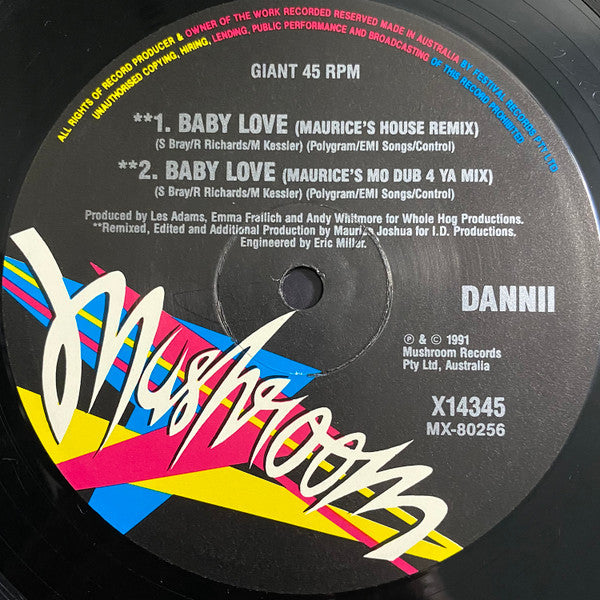 ALL RIGHTS OF RECORD PRODUCER & OWNER OF THE WORK RECORDED RESERVED MADE IN AUSTRALIA BY FESTIVAL RECORDS (PTY) LTD
UNAUTHORISED COPYING, HIRING, LENDING, PUBLIC PERFORMANCE AND BROADCASTING OF THIS RECORD PROHIBITED
GIANT 45 RPM
**1. BABY LOVE (MAURICE'S HOUSE REMIX)
(S Bray/R Richards/M Kessler) (Polygram/EMI Songs/Control)
**2. BABY LOVE (MAURICE'S MO DUB 4 YA MIX)
(S Bray/R Richards/M Kessler) (Polygram/EMI Songs/Control)
Produced by Les Adams, Emma Frailich and Andy Whitmore for Whole Hog Productions.
**Remixed, Edited and Additional Production by Maurice Joshua for I.D. Productions.
Engineered by Eric Miller.
DANNII
℗ & © 1991
Mushroom Records
Pty Ltd, Australia
X14345
MX-80256
Mushroom